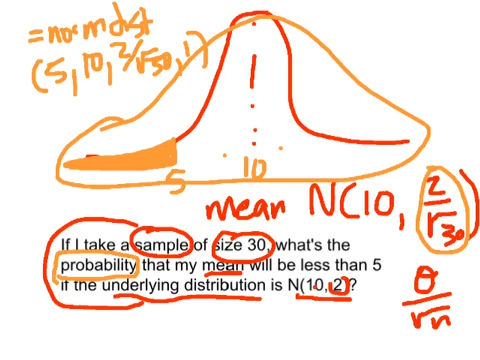 =normdist
(5, 10, 2/√30, 1)
5
10
mean N(10, 2/√30)
If I take a sample of size 30, what's the
probability that my mean will be less than 5
if the underlying distribution is N(10, 2)?
σ/√n